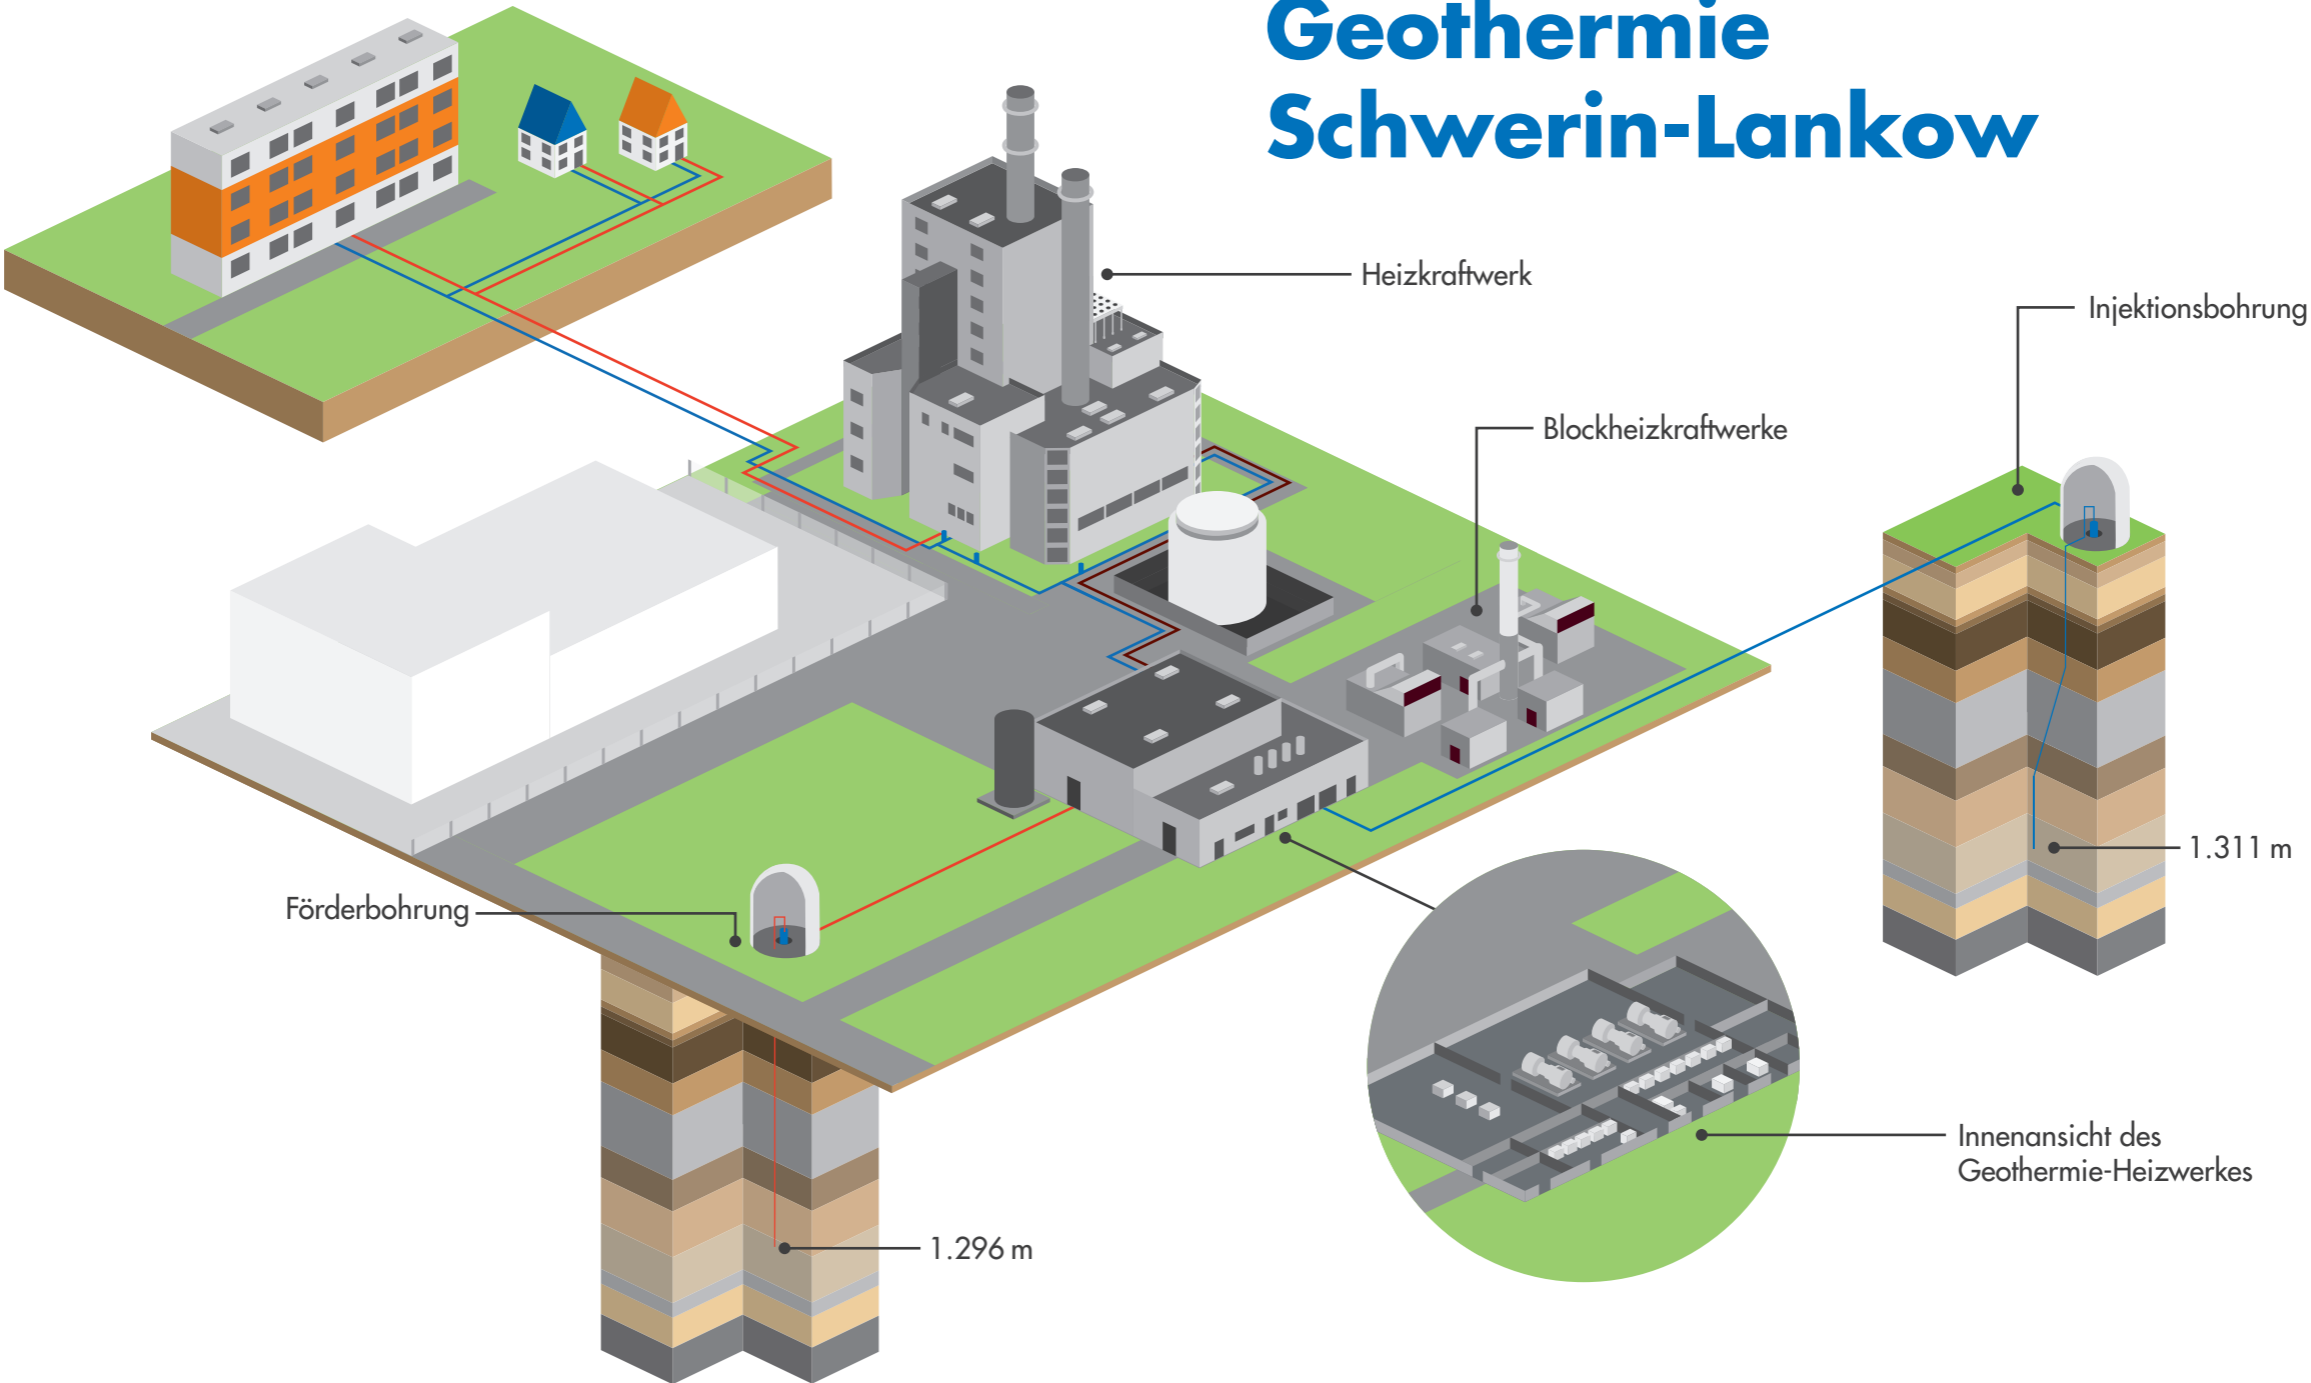 Geothermie
Schwerin-Lankow
Heizkraftwerk
Injektionsbohrung
Blockheizkraftwerke
1.311 m
Förderbohrung
Innenansicht des
Geothermie-Heizwerkes
1.296 m